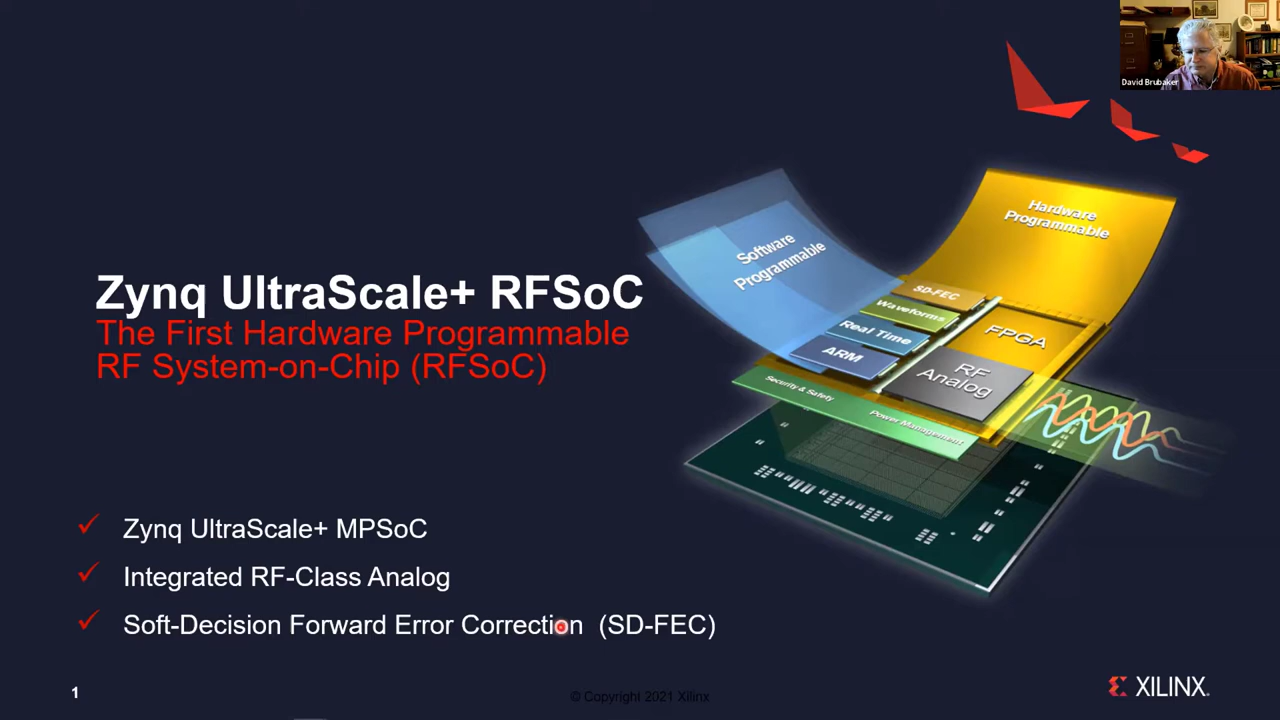 David Brubaker
Hardware
Programmable
Software
Programmable
SD-FEC
Waveforms
Real Time
ARM
FPGA
RF
Analog
Security & Safety
Power Management
Zynq UltraScale+ RFSoC
The First Hardware Programmable
RF System-on-Chip (RFSoC)
✓ Zynq UltraScale+ MPSoC
✓ Integrated RF-Class Analog
✓ Soft-Decision Forward Error Correction (SD-FEC)
1
© Copyright 2021 Xilinx
XILINX.